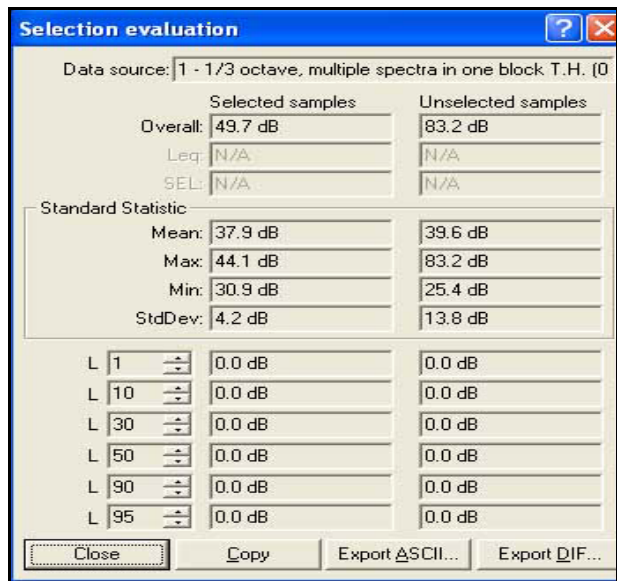 Selection evaluation
Data source: 1 - 1/3 octave, multiple spectra in one block T.H. (0
Selected samples Unselected samples
Overall: 49.7 dB 83.2 dB
Leq: N/A N/A
SEL: N/A N/A
Standard Statistic
Mean: 37.9 dB 39.6 dB
Max: 44.1 dB 83.2 dB
Min: 30.9 dB 25.4 dB
StdDev: 4.2 dB 13.8 dB
L 1 0.0 dB 0.0 dB
L 10 0.0 dB 0.0 dB
L 30 0.0 dB 0.0 dB
L 50 0.0 dB 0.0 dB
L 90 0.0 dB 0.0 dB
L 95 0.0 dB 0.0 dB
Close Copy Export ASCII... Export DIF...